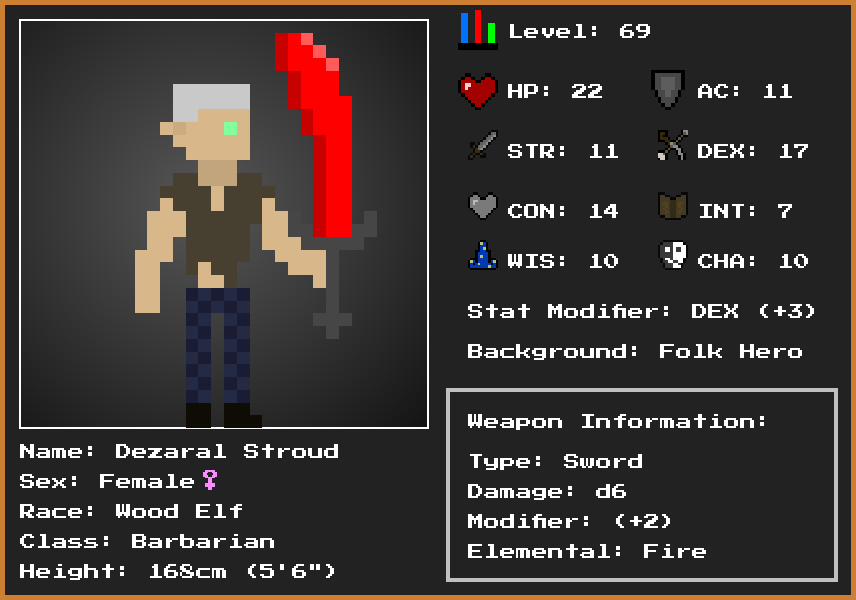 Level: 69
HP: 22
AC: 11
STR: 11
DEX: 17
CON: 14
INT: 7
WIS: 10
CHA: 10
Stat Modifier: DEX (+3)
Background: Folk Hero
Weapon Information:
Type: Sword
Damage: d6
Modifier: (+2)
Elemental: Fire
Name: Dezaral Stroud
Sex: Female♀
Race: Wood Elf
Class: Barbarian
Height: 168cm (5'6")